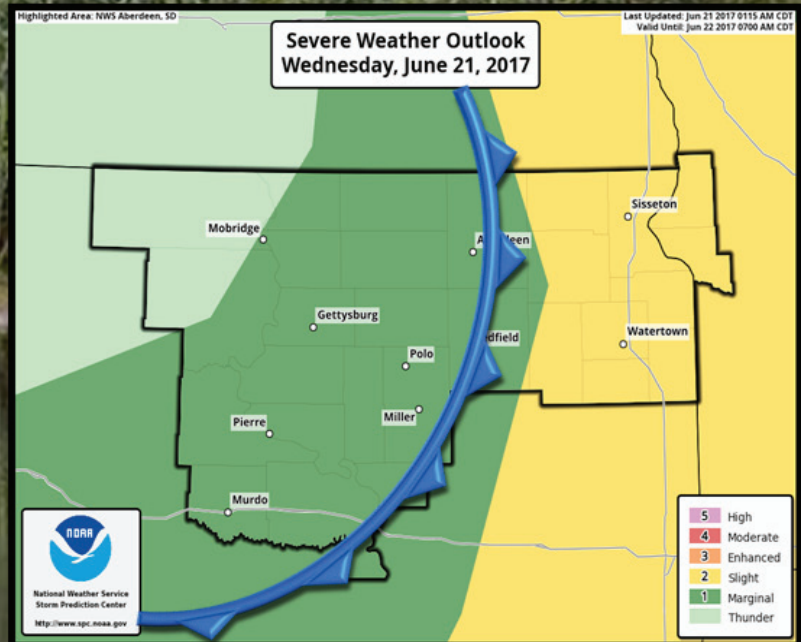 Highlighted Area: NWS Aberdeen, SD
Last Updated: Jun 21 2017 0115 AM CDT
Valid Until: Jun 22 2017 0700 AM CDT
Severe Weather Outlook
Wednesday, June 21, 2017
Sisseton
Mobridge
Gettysburg
Watertown
Polo
Miller
Pierre
Murdo
NOAA
National Weather Service
Storm Prediction Center
http://www.spc.noaa.gov
5 High
4 Moderate
3 Enhanced
2 Slight
1 Marginal
Thunder